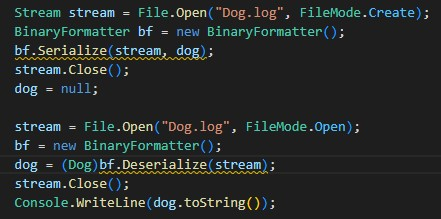 Stream stream = File.Open("Dog.log", FileMode.Create);
BinaryFormatter bf = new BinaryFormatter();
bf.Serialize(stream, dog);
stream.Close();
dog = null;
stream = File.Open("Dog.log", FileMode.Open);
bf = new BinaryFormatter();
dog = (Dog)bf.Deserialize(stream);
stream.Close();
Console.WriteLine(dog.toString());